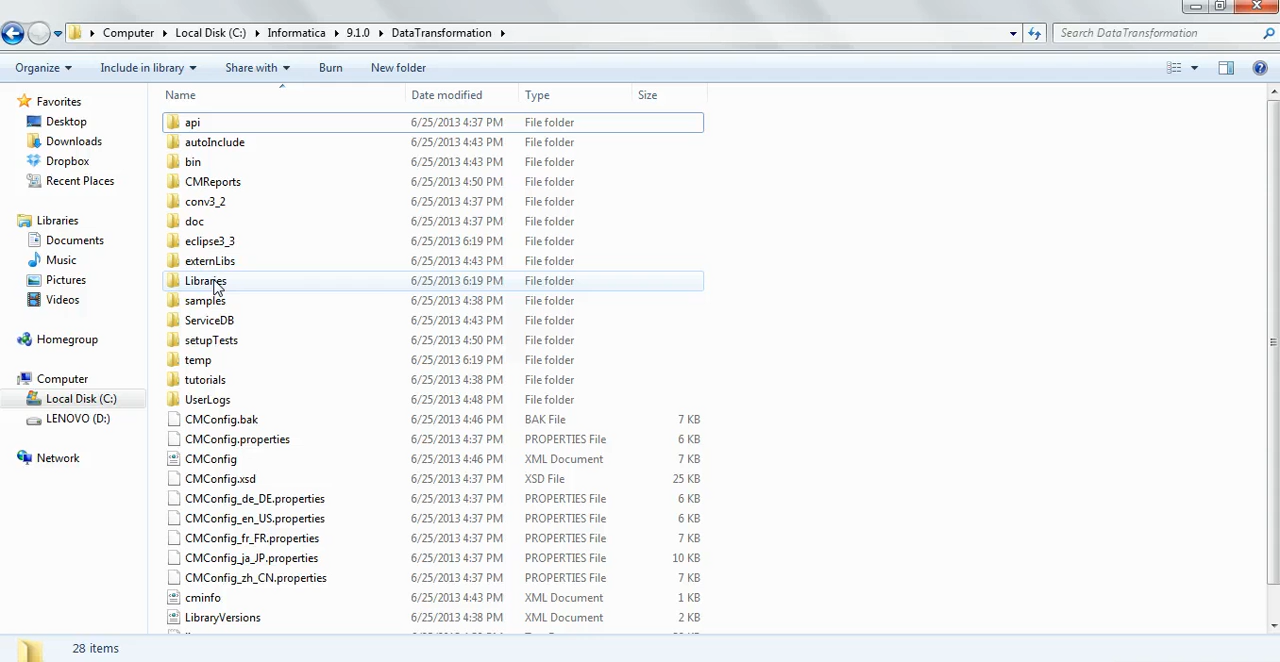 Computer Local Disk (C:) Informatica 9.1.0 DataTransformation Search DataTransformation
Organize Include in library Share with Burn New folder
Name Date modified Type Size
Favorites
Desktop
Downloads
Dropbox
Recent Places
Libraries
Documents
Music
Pictures
Videos
Homegroup
Computer
Local Disk (C:)
LENOVO (D:)
Network
api 6/25/2013 4:37 PM File folder
autoInclude 6/25/2013 4:43 PM File folder
bin 6/25/2013 4:43 PM File folder
CMReports 6/25/2013 4:50 PM File folder
conv3_2 6/25/2013 4:37 PM File folder
doc 6/25/2013 4:37 PM File folder
eclipse3_3 6/25/2013 6:19 PM File folder
externLibs 6/25/2013 4:43 PM File folder
Libraries 6/25/2013 6:19 PM File folder
samples 6/25/2013 4:38 PM File folder
ServiceDB 6/25/2013 4:43 PM File folder
setupTests 6/25/2013 4:50 PM File folder
temp 6/25/2013 6:19 PM File folder
tutorials 6/25/2013 4:38 PM File folder
UserLogs 6/25/2013 4:48 PM File folder
CMConfig.bak 6/25/2013 4:46 PM BAK File 7 KB
CMConfig.properties 6/25/2013 4:37 PM PROPERTIES File 6 KB
CMConfig 6/25/2013 4:46 PM XML Document 7 KB
CMConfig.xsd 6/25/2013 4:37 PM XSD File 25 KB
CMConfig_de_DE.properties 6/25/2013 4:37 PM PROPERTIES File 6 KB
CMConfig_en_US.properties 6/25/2013 4:37 PM PROPERTIES File 6 KB
CMConfig_fr_FR.properties 6/25/2013 4:37 PM PROPERTIES File 7 KB
CMConfig_ja_JP.properties 6/25/2013 4:37 PM PROPERTIES File 10 KB
CMConfig_zh_CN.properties 6/25/2013 4:37 PM PROPERTIES File 7 KB
cminfo 6/25/2013 4:43 PM XML Document 1 KB
LibraryVersions 6/25/2013 4:38 PM XML Document 2 KB
28 items